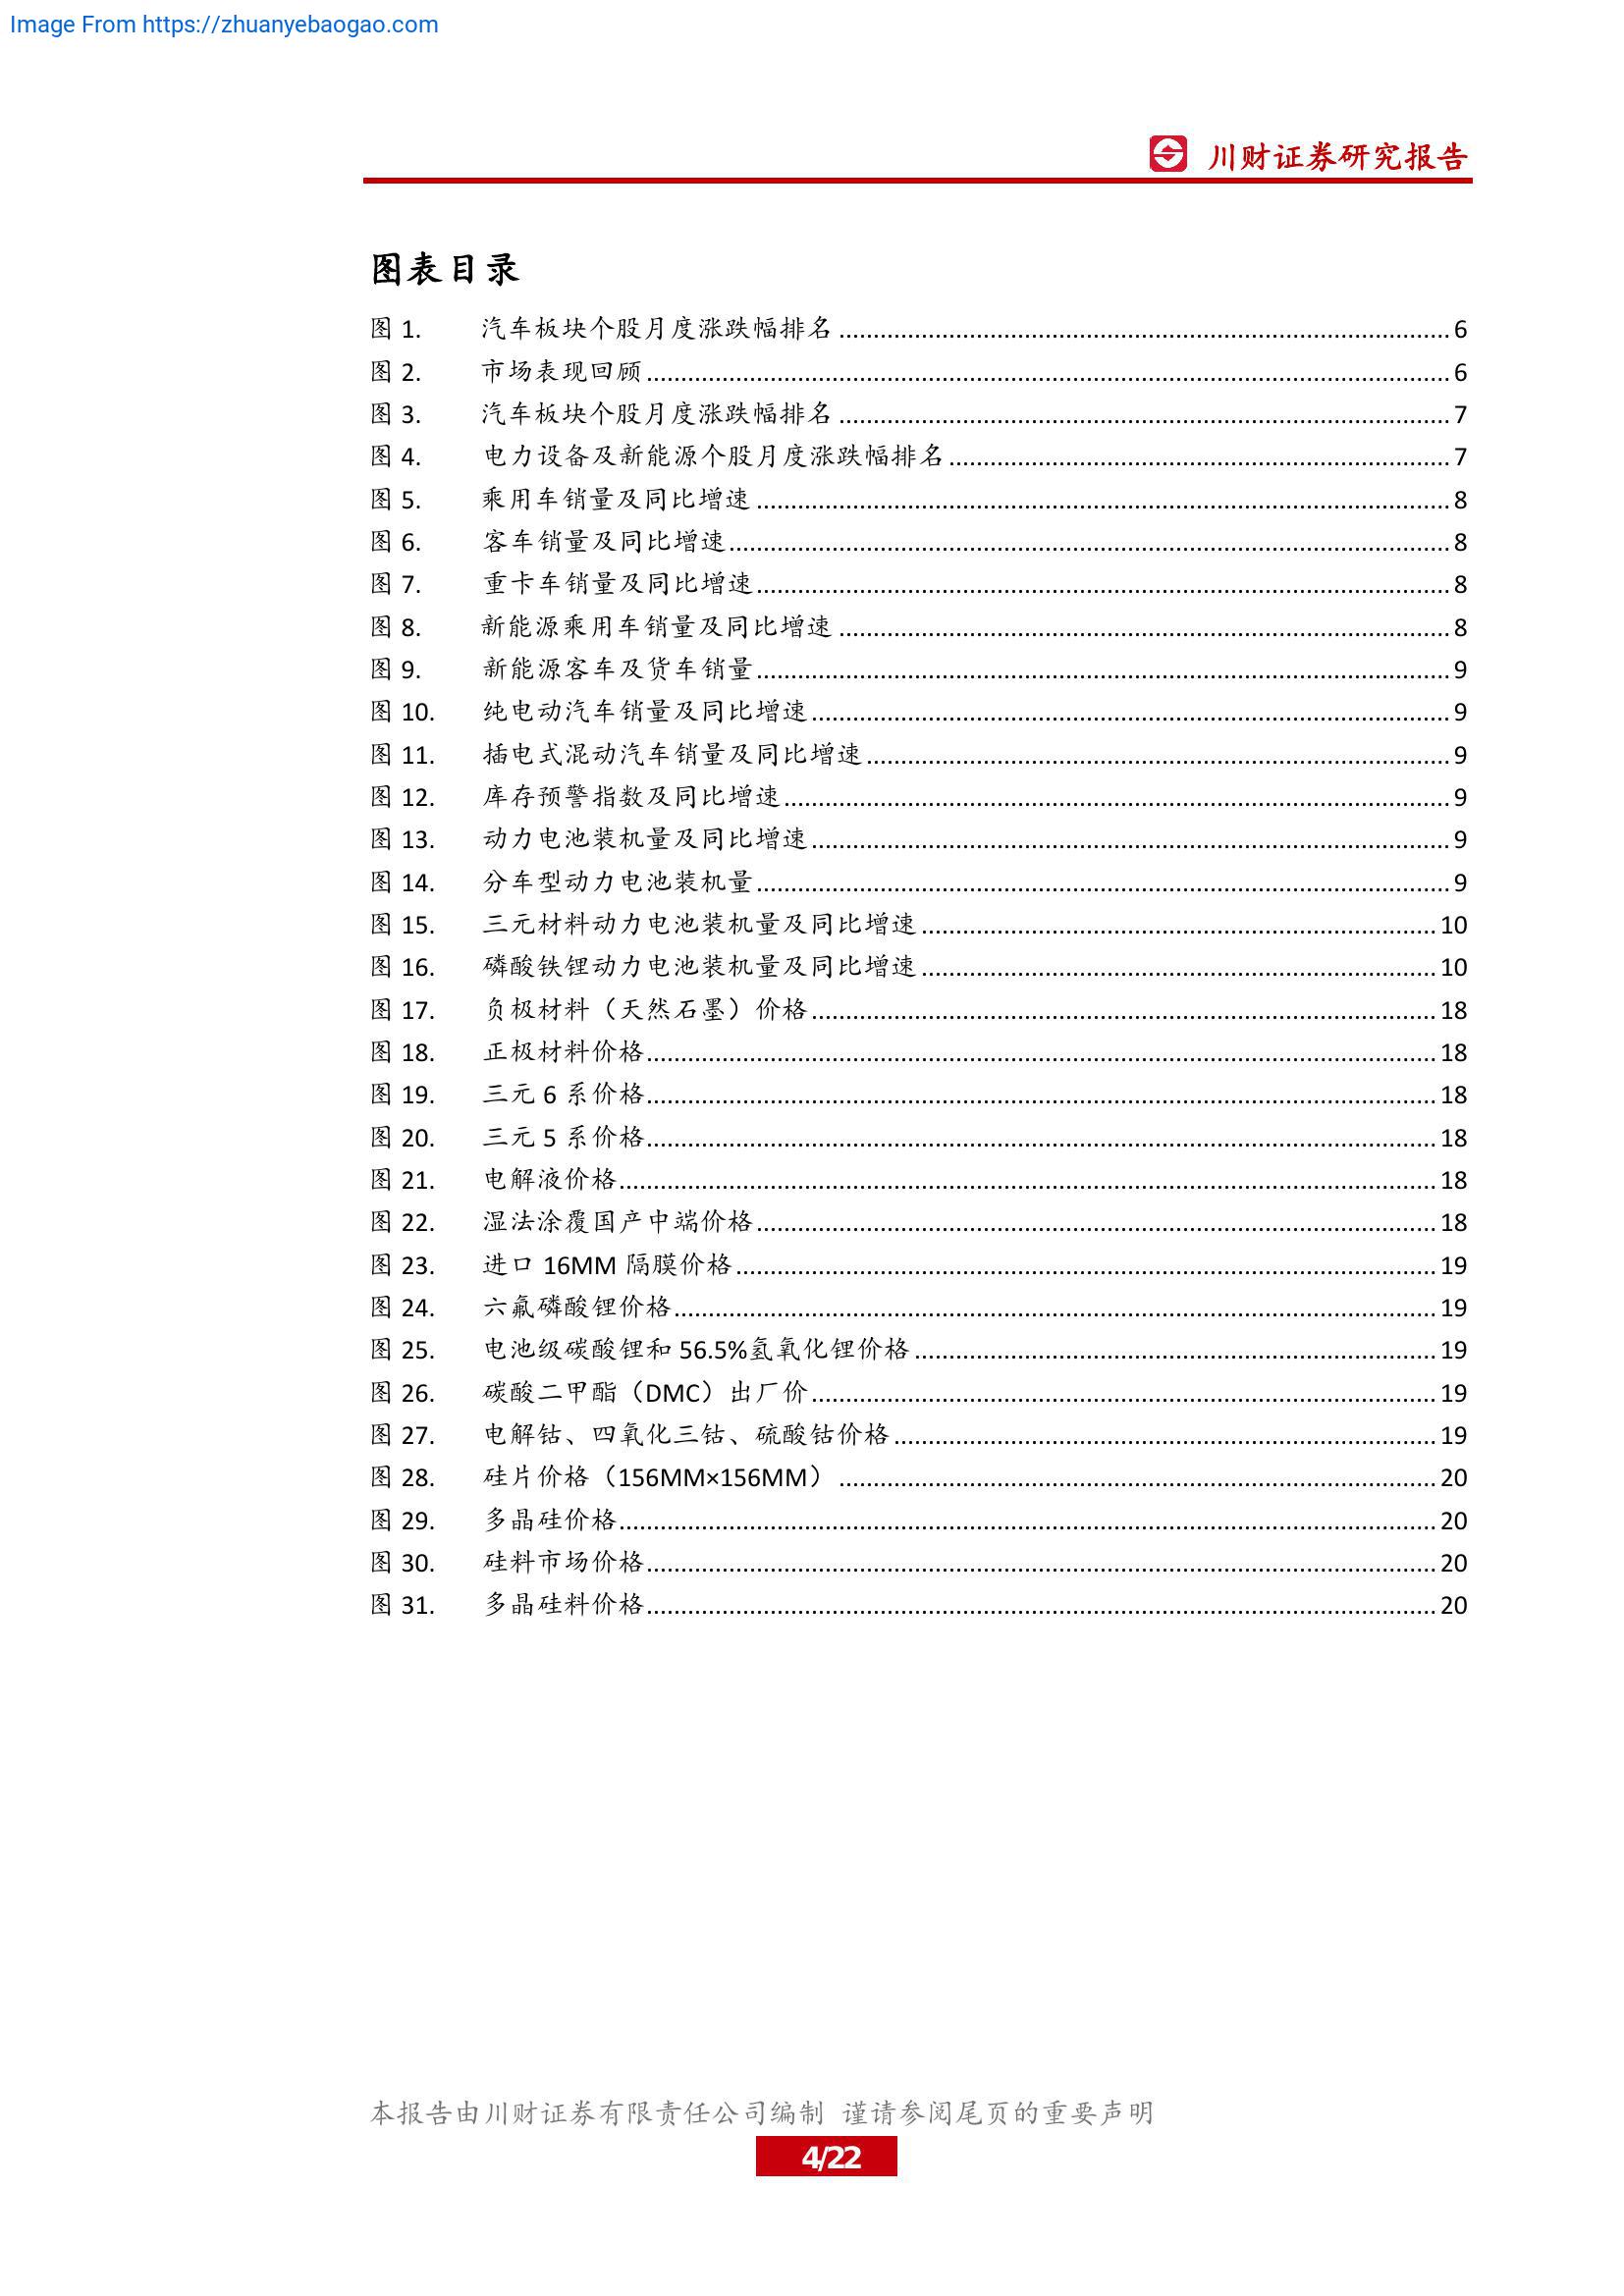 Image From https://zhuanyebaogao.com
川财证券研究报告
图表目录
图 1. 汽车板块个股月度涨跌幅排名 6
图 2. 市场表现回顾 6
图 3. 汽车板块个股月度涨跌幅排名 7
图 4. 电力设备及新能源个股月度涨跌幅排名 7
图 5. 乘用车销量及同比增速 8
图 6. 客车销量及同比增速 8
图 7. 重卡车销量及同比增速 8
图 8. 新能源乘用车销量及同比增速 8
图 9. 新能源客车及货车销量 9
图 10. 纯电动汽车销量及同比增速 9
图 11. 插电式混动汽车销量及同比增速 9
图 12. 库存预警指数及同比增速 9
图 13. 动力电池装机量及同比增速 9
图 14. 分车型动力电池装机量 9
图 15. 三元材料动力电池装机量及同比增速 10
图 16. 磷酸铁锂动力电池装机量及同比增速 10
图 17. 负极材料（天然石墨）价格 18
图 18. 正极材料价格 18
图 19. 三元 6 系价格 18
图 20. 三元 5 系价格 18
图 21. 电解液价格 18
图 22. 湿法涂覆国产中端价格 18
图 23. 进口 16MM 隔膜价格 19
图 24. 六氟磷酸锂价格 19
图 25. 电池级碳酸锂和 56.5%氢氧化锂价格 19
图 26. 碳酸二甲酯（DMC）出厂价 19
图 27. 电解钴、四氧化三钴、硫酸钴价格 19
图 28. 硅片价格（156MM×156MM） 20
图 29. 多晶硅价格 20
图 30. 硅料市场价格 20
图 31. 多晶硅料价格 20
本报告由川财证券有限责任公司编制 谨请参阅尾页的重要声明
4/22